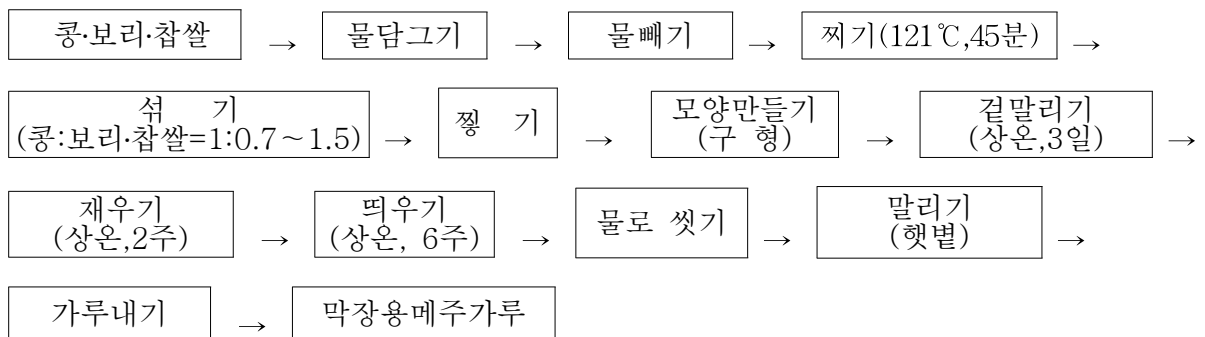 콩·보리·찹쌀 → 물담그기 → 물빼기 → 찌기(121℃,45분) →
섞 기
(콩:보리·찹쌀=1:0.7～1.5) → 찧 기 → 모양만들기
(구 형) → 겉말리기
(상온,3일) →
재우기
(상온,2주) → 띄우기
(상온, 6주) → 물로 씻기 → 말리기
(햇볕) →
가루내기 → 막장용메주가루